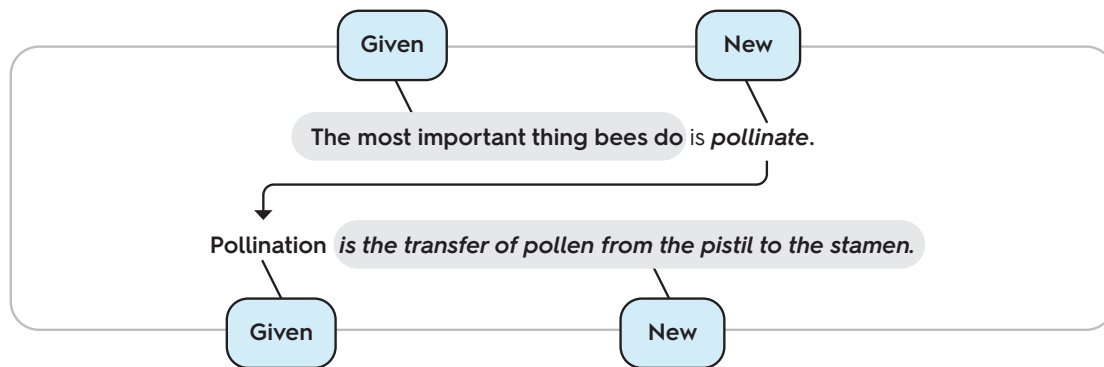 Given New
The most important thing bees do is pollinate.
Pollination is the transfer of pollen from the pistil to the stamen.
Given New